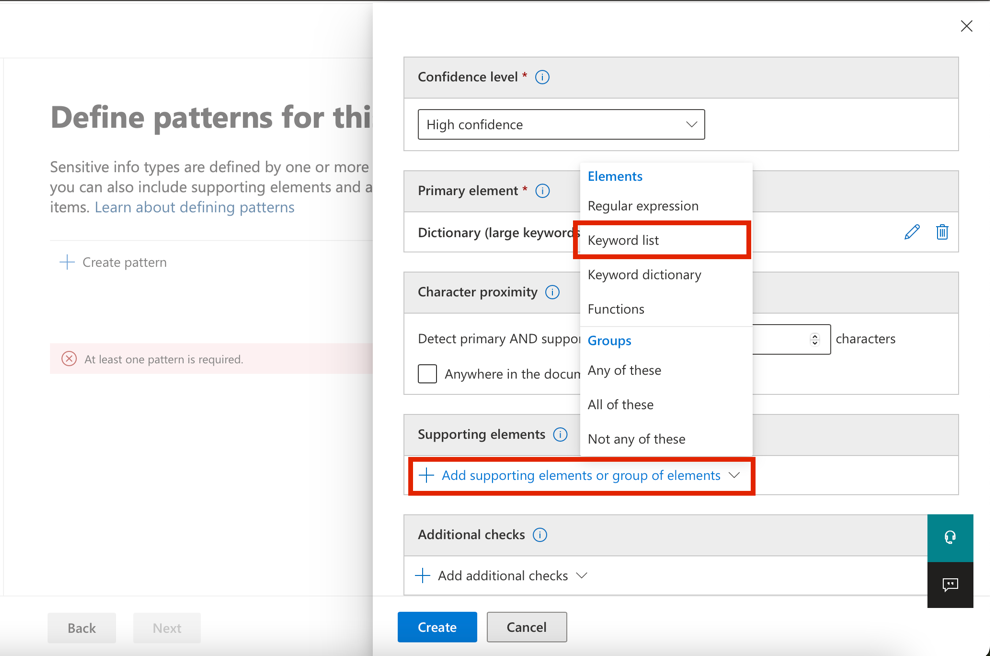 Define patterns for thi
Sensitive info types are defined by one or more
you can also include supporting elements and a
items. Learn about defining patterns
Create pattern
At least one pattern is required.
Back
Next
Confidence level *
High confidence
Primary element *
Dictionary (large keywords
Character proximity
Detect primary AND suppo
characters
Anywhere in the docum
Elements
Regular expression
Keyword list
Keyword dictionary
Functions
Groups
Any of these
All of these
Not any of these
Supporting elements
Add supporting elements or group of elements
Additional checks
Add additional checks
Create
Cancel